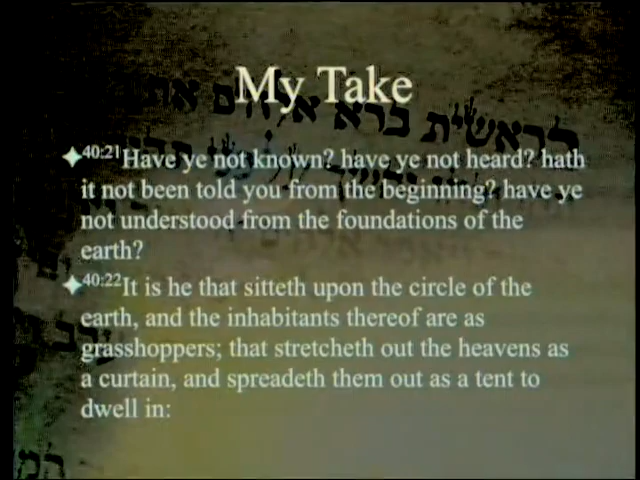 My Take
40:21Have ye not known? have ye not heard? hath
it not been told you from the beginning? have ye
not understood from the foundations of the
earth?
40:22It is he that sitteth upon the circle of the
earth, and the inhabitants thereof are as
grasshoppers; that stretcheth out the heavens as
a curtain, and spreadeth them out as a tent to
dwell in: